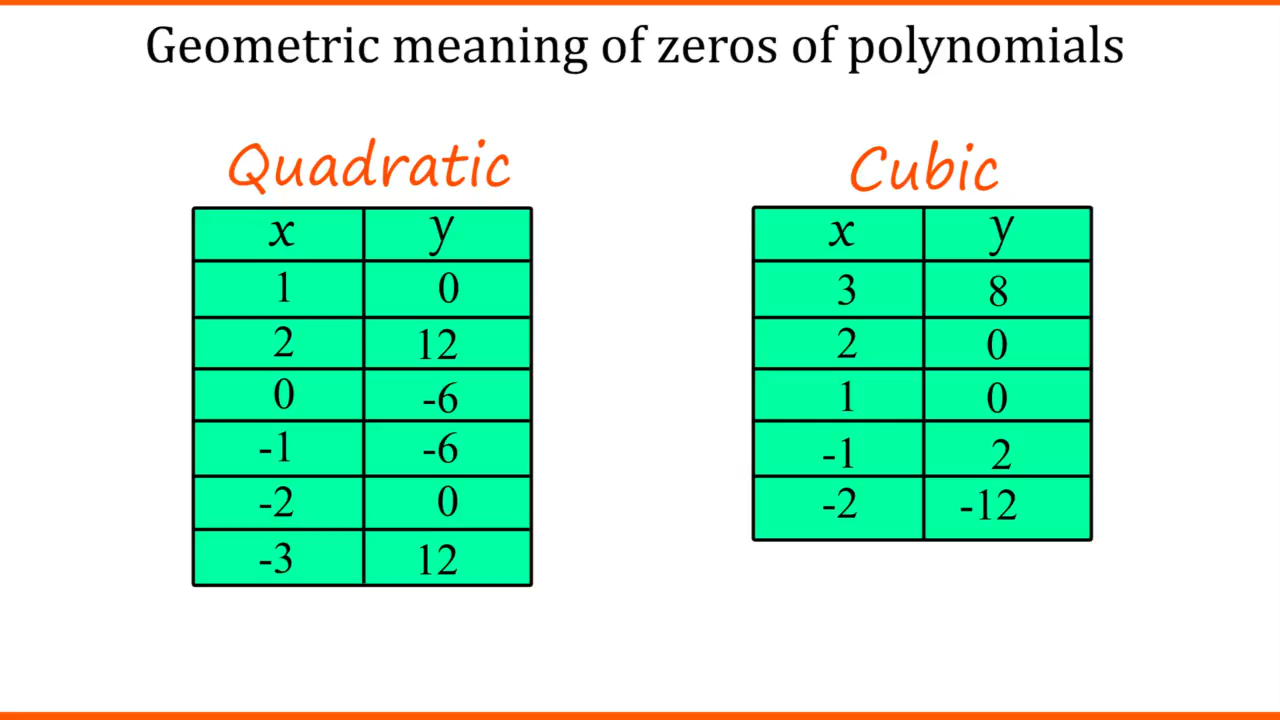 Geometric meaning of zeros of polynomials
Quadratic
x y
1 0
2 12
0 -6
-1 -6
-2 0
-3 12
Cubic
x y
3 8
2 0
1 0
-1 2
-2 -12